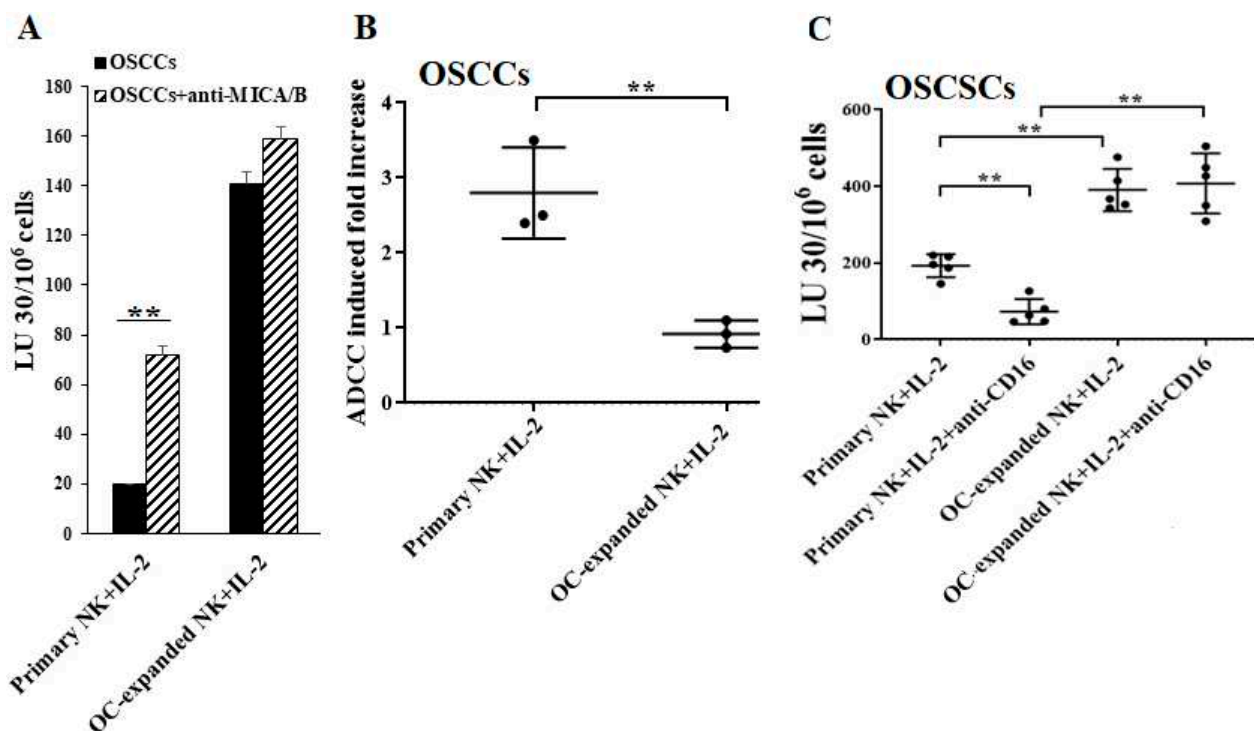 A
OSCCs
OSCCs+anti-MICA/B
LU 30/10⁶ cells
180
160
140
120
100
80
60
40
20
0
**
Primary NK+IL-2
OC-expanded NK+IL-2
B
OSCCs
ADCC induced fold increase
4
3
2
1
0
**
Primary NK+IL-2
OC-expanded NK+IL-2
C
OSCSCs
LU 30/10⁶ cells
600
400
200
0
**
**
**
Primary NK+IL-2
Primary NK+IL-2+anti-CD16
OC-expanded NK+IL-2
OC-expanded NK+IL-2+anti-CD16